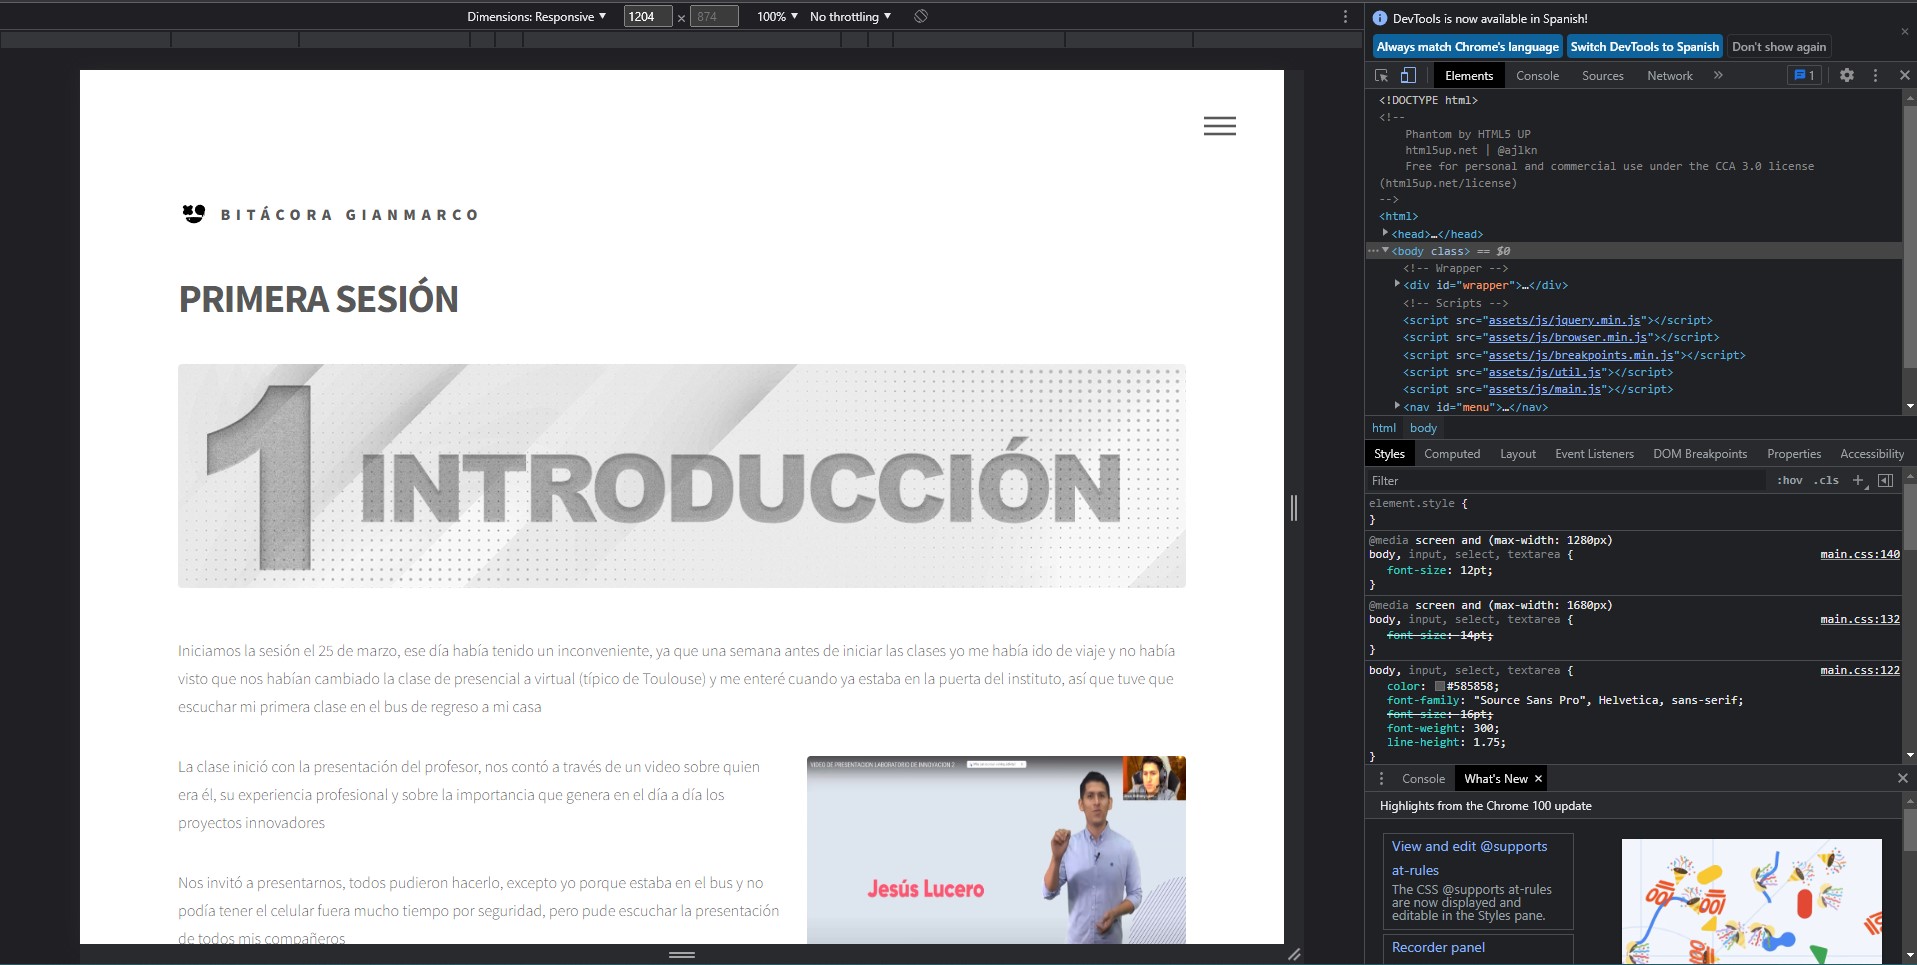 Dimensions: Responsive ▼ 1204 × 874 100% ▼ No throttling ▼
BITÁCORA GIANMARCO
PRIMERA SESIÓN
1 INTRODUCCIÓN
Iniciamos la sesión el 25 de marzo, ese día había tenido un inconveniente, ya que una semana antes de iniciar las clases yo me había ido de viaje y no había
visto que nos habían cambiado la clase de presencial a virtual (típico de Toulouse) y me enteré cuando ya estaba en la puerta del instituto, así que tuve que
escuchar mi primera clase en el bus de regreso a mi casa
La clase inició con la presentación del profesor, nos contó a través de un video sobre quien
era él, su experiencia profesional y sobre la importancia que genera en el día a día los
proyectos innovadores
Nos invitó a presentarnos, todos pudieron hacerlo, excepto yo porque estaba en el bus y no
podía tener el celular fuera mucho tiempo por seguridad, pero pude escuchar la presentación
de todos mis compañeros
VIDEO DE PRESENTACION LABORATORIO DE INNOVACION 2
Jesús Lucero
DevTools is now available in Spanish!
Always match Chrome's language Switch DevTools to Spanish Don't show again
Elements Console Sources Network » 1
<!DOCTYPE html>
<!--
Phantom by HTML5 UP
html5up.net | @ajlkn
Free for personal and commercial use under the CCA 3.0 license
(html5up.net/license)
-->
<html>
<head>…</head>
<body class> == $0
<!-- Wrapper -->
<div id="wrapper">…</div>
<!-- Scripts -->
<script src="assets/js/jquery.min.js"></script>
<script src="assets/js/browser.min.js"></script>
<script src="assets/js/breakpoints.min.js"></script>
<script src="assets/js/util.js"></script>
<script src="assets/js/main.js"></script>
<nav id="menu">…</nav>
html body
Styles Computed Layout Event Listeners DOM Breakpoints Properties Accessibility
Filter :hov .cls +
element.style {
}
@media screen and (max-width: 1280px)
body, input, select, textarea { main.css:140
font-size: 12pt;
}
@media screen and (max-width: 1680px)
body, input, select, textarea { main.css:132
font-size: 14pt;
}
body, input, select, textarea { main.css:122
color: #585858;
font-family: "Source Sans Pro", Helvetica, sans-serif;
font-size: 16pt;
font-weight: 300;
line-height: 1.75;
}
Console What's New ×
Highlights from the Chrome 100 update
View and edit @supports
at-rules
The CSS @supports at-rules
are now displayed and
editable in the Styles pane.
Recorder panel
100
100